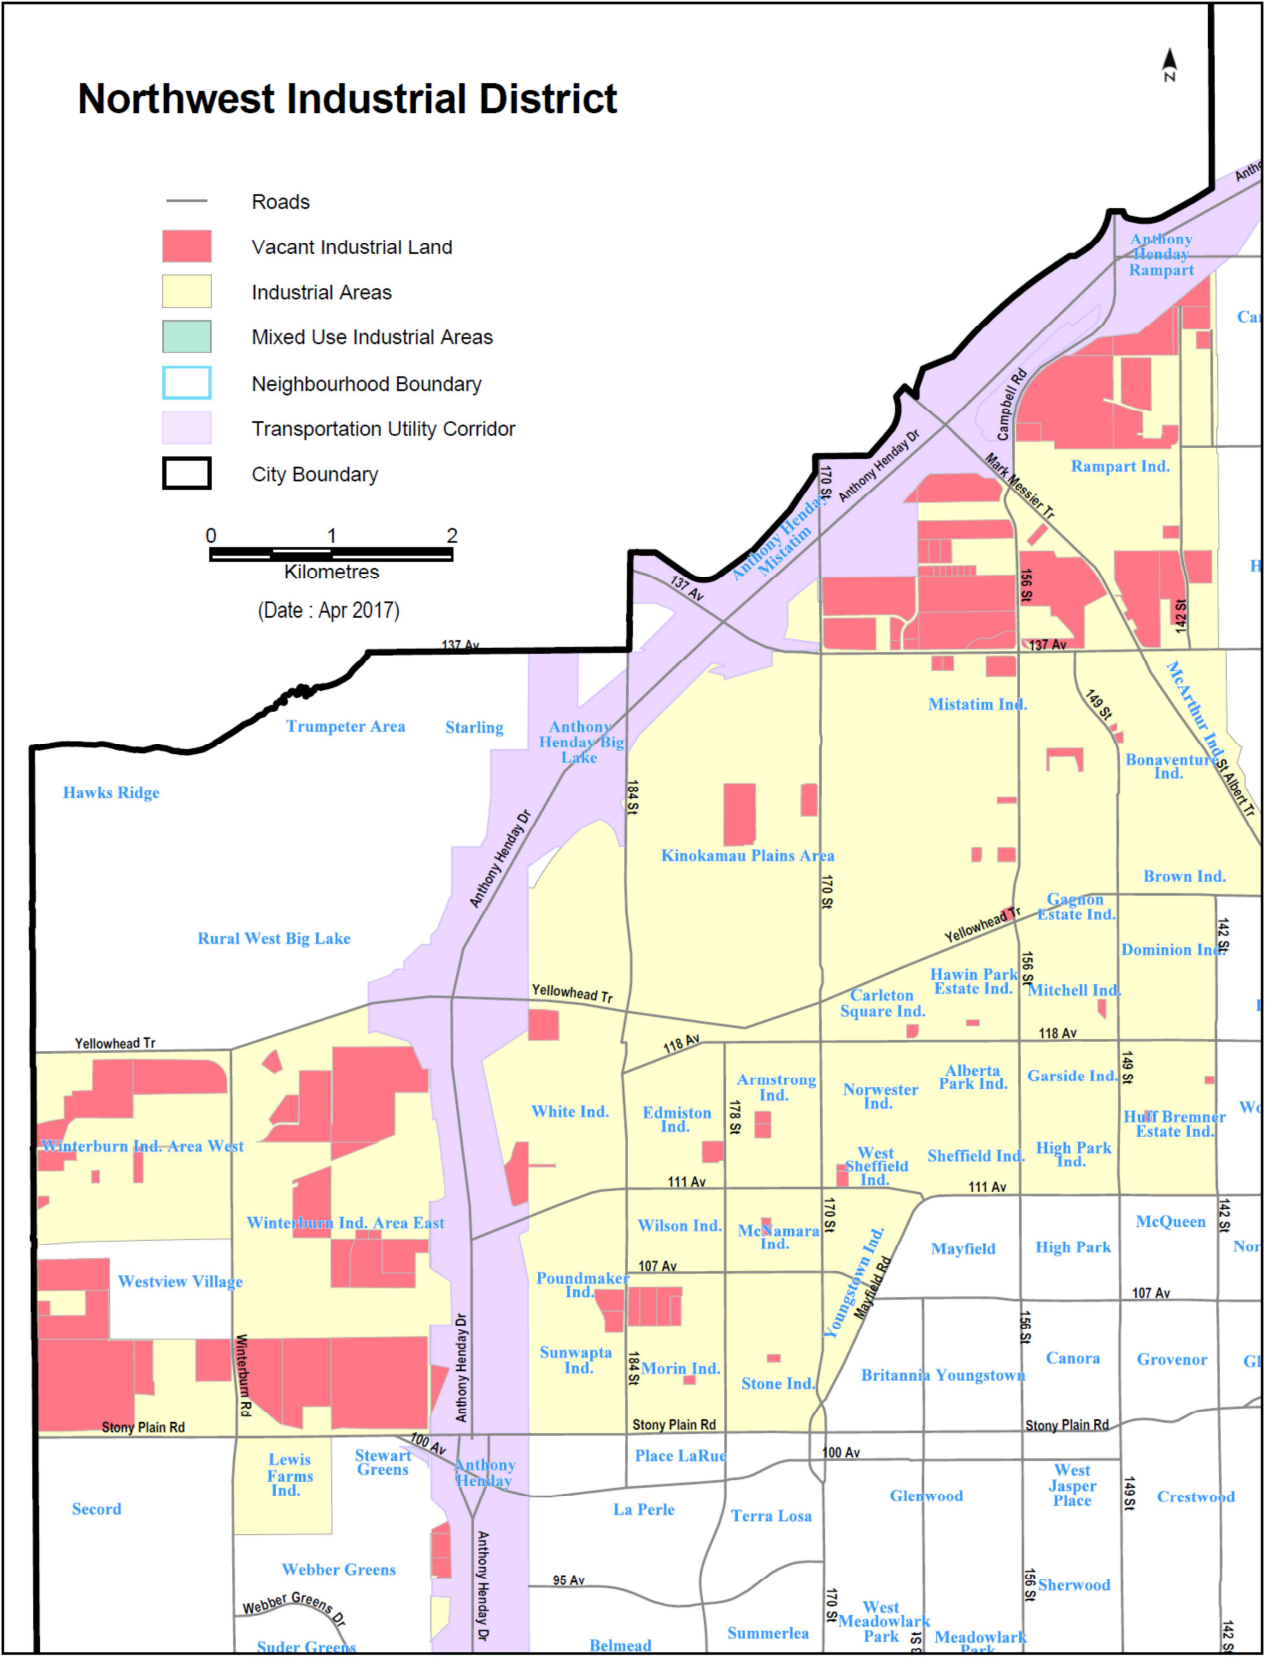 Northwest Industrial District
N
Roads
Vacant Industrial Land
Industrial Areas
Mixed Use Industrial Areas
Neighbourhood Boundary
Transportation Utility Corridor
City Boundary
0 1 2
Kilometres
(Date : Apr 2017)
Anthony
Henday
Rampart
Campbell Rd
Anthony Henday Dr
170 St
Mark Messier Tr
Rampart Ind.
Anthony Henday
Mistatim
137 Av
156 St
142 St
137 Av
137 Av
Trumpeter Area
Starling
Anthony
Henday Big
Lake
Mistatim Ind.
149 St
McArthur Ind.
Bonaventure
Ind.
St Albert Tr
Hawks Ridge
184 St
Anthony Henday Dr
Kinokamau Plains Area
170 St
Brown Ind.
Gagnon
Estate Ind.
Yellowhead Tr
142 St
Rural West Big Lake
Dominion Ind.
156 St
Hawin Park
Estate Ind.
Mitchell Ind.
Carleton
Square Ind.
Yellowhead Tr
Yellowhead Tr
118 Av
118 Av
149 St
Armstrong
Ind.
Alberta
Park Ind.
Garside Ind.
Norwester
Ind.
White Ind.
Edmiston
Ind.
178 St
Huff Bremner
Estate Ind.
Winterburn Ind. Area West
West
Sheffield
Ind.
Sheffield Ind.
High Park
Ind.
111 Av
111 Av
Winterburn Ind. Area East
Wilson Ind.
McNamara
Ind.
170 St
142 St
McQueen
Mayfield
High Park
Youngstown Ind.
Mayfield Rd
Westview Village
Poundmaker
Ind.
107 Av
107 Av
Anthony Henday Dr
156 St
Winterburn Rd
Sunwapta
Ind.
184 St
Morin Ind.
Stone Ind.
Britannia Youngstown
Canora
Grovenor
Stony Plain Rd
Stony Plain Rd
Stony Plain Rd
100 Av
100 Av
Lewis
Farms
Ind.
Stewart
Greens
Anthony
Henday
Place LaRue
West
Jasper
Place
149 St
Secord
La Perle
Terra Losa
Glenwood
Crestwood
Webber Greens
Anthony Henday Dr
95 Av
170 St
156 St
Sherwood
Webber Greens Dr
Suder Greens
Belmead
Summerlea
West
Meadowlark
Park
Meadowlark
Park
142 St